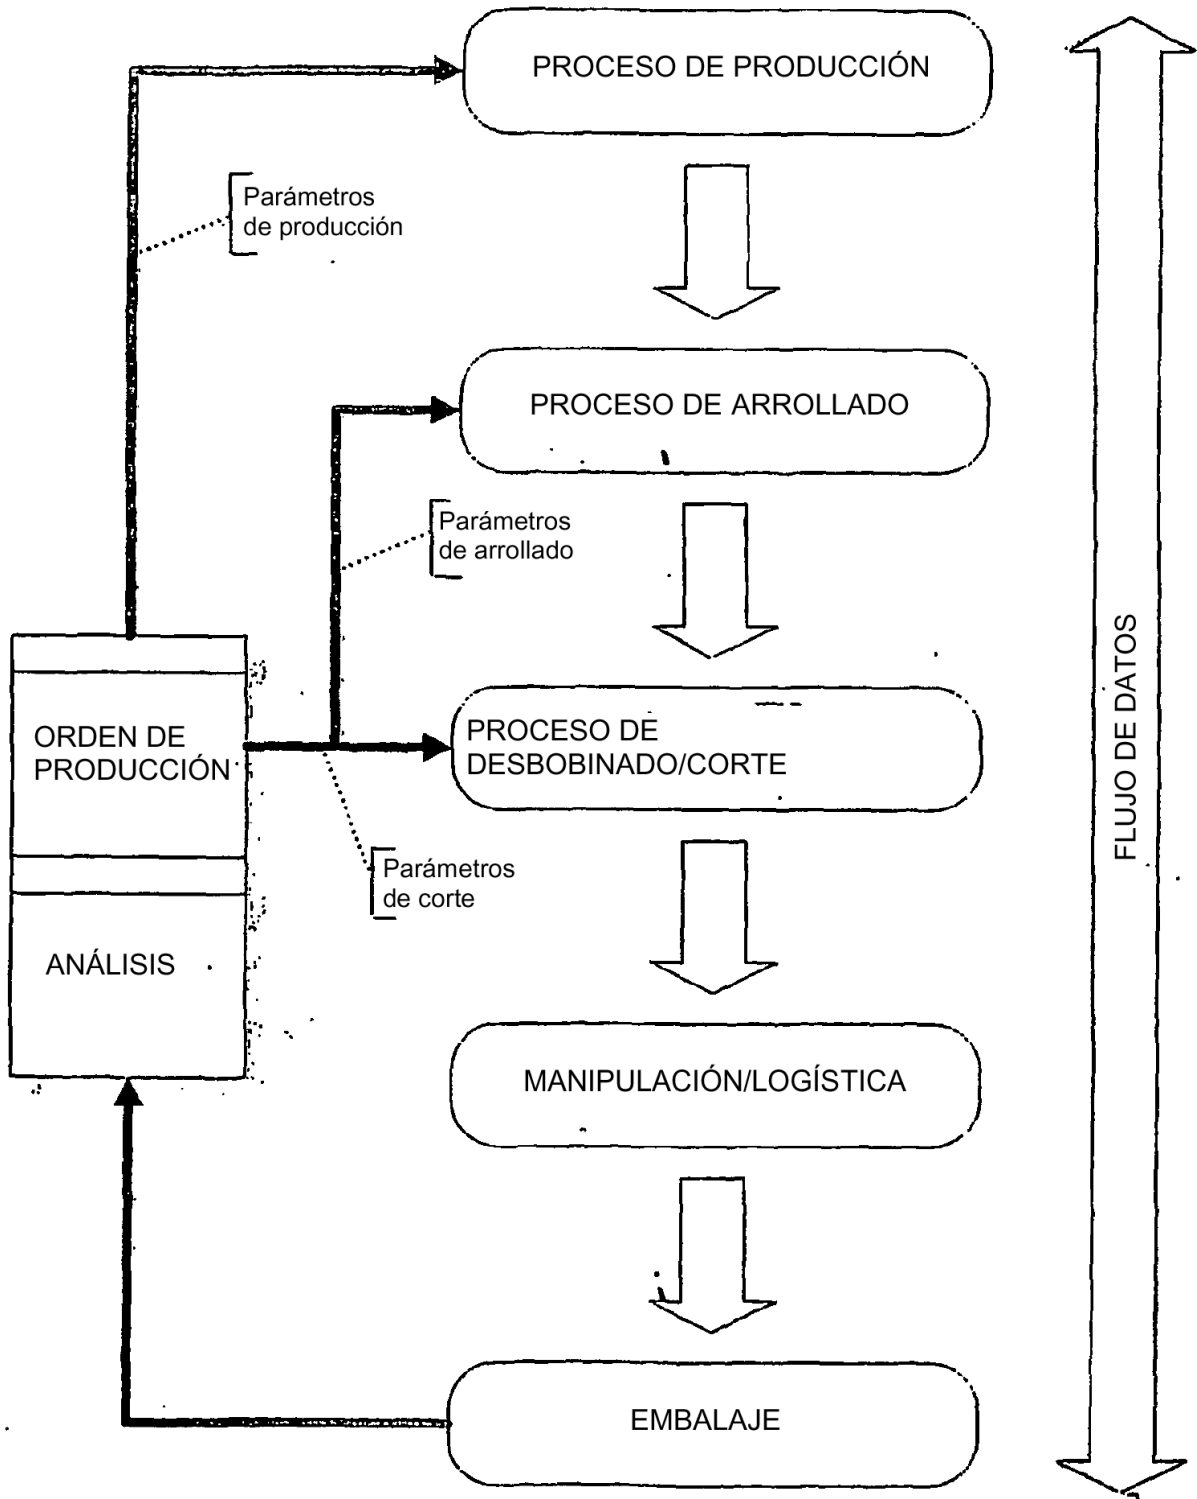 PROCESO DE PRODUCCIÓN
Parámetros
de producción
PROCESO DE ARROLLADO
Parámetros
de arrollado
ORDEN DE
PRODUCCIÓN
PROCESO DE
DESBOBINADO/CORTE
Parámetros
de corte
ANÁLISIS
MANIPULACIÓN/LOGÍSTICA
EMBALAJE
FLUJO DE DATOS